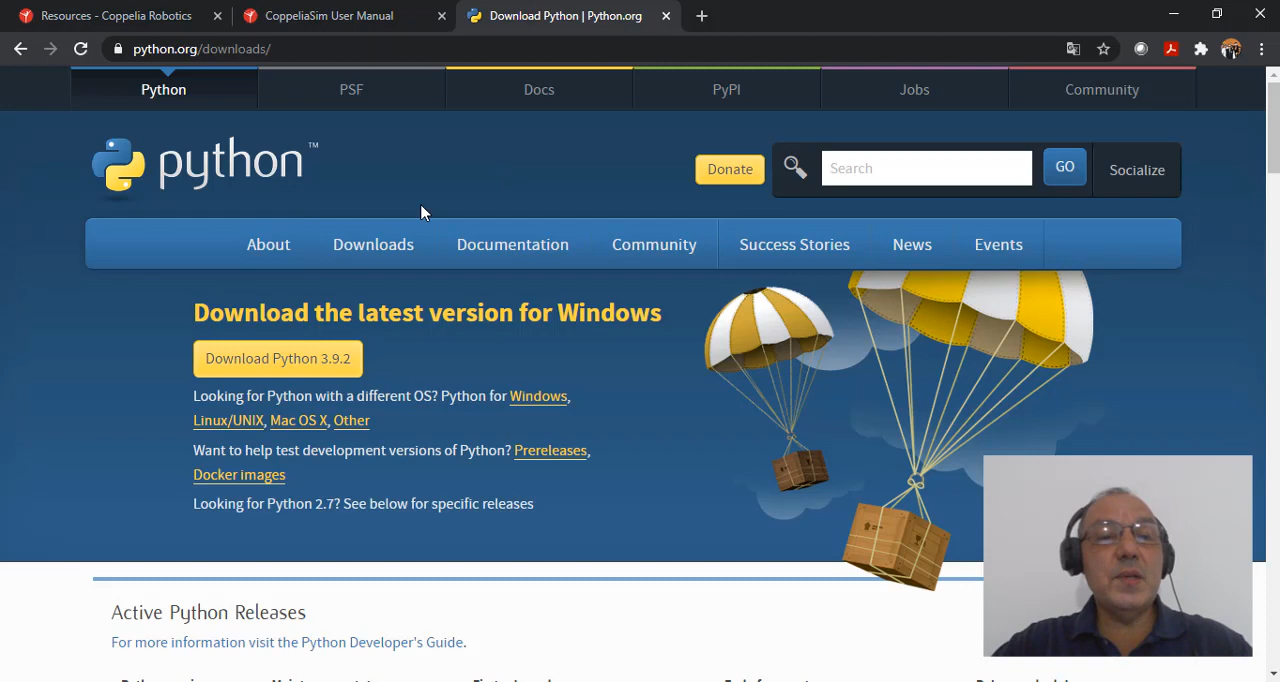 Resources - Coppelia Robotics
CoppeliaSim User Manual
Download Python | Python.org
python.org/downloads/
Python
PSF
Docs
PyPI
Jobs
Community
python™
Donate
Search
GO
Socialize
About
Downloads
Documentation
Community
Success Stories
News
Events
Download the latest version for Windows
Download Python 3.9.2
Looking for Python with a different OS? Python for Windows,
Linux/UNIX, Mac OS X, Other
Want to help test development versions of Python? Prereleases,
Docker images
Looking for Python 2.7? See below for specific releases
Active Python Releases
For more information visit the Python Developer's Guide.